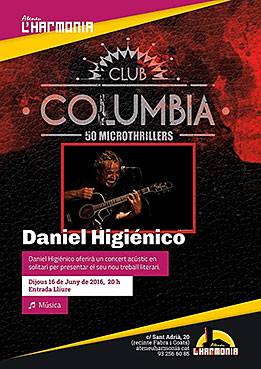 Ateneu
L'HARMONIA
CLUB
COLUMBIA
50 MICROTHRILLERS
Daniel Higiénico
Daniel Higiénico oferirà un concert acústic en
solitari per presentar el seu nou treball literari.
Dijous 16 de Juny de 2016, 20 h
Entrada Lliure
Música
c/ Sant Adrià, 20
(recinte Fabra i Coats)
ateneuharmonia.cat
93 256 60 85
Ateneu
L'HARMONIA